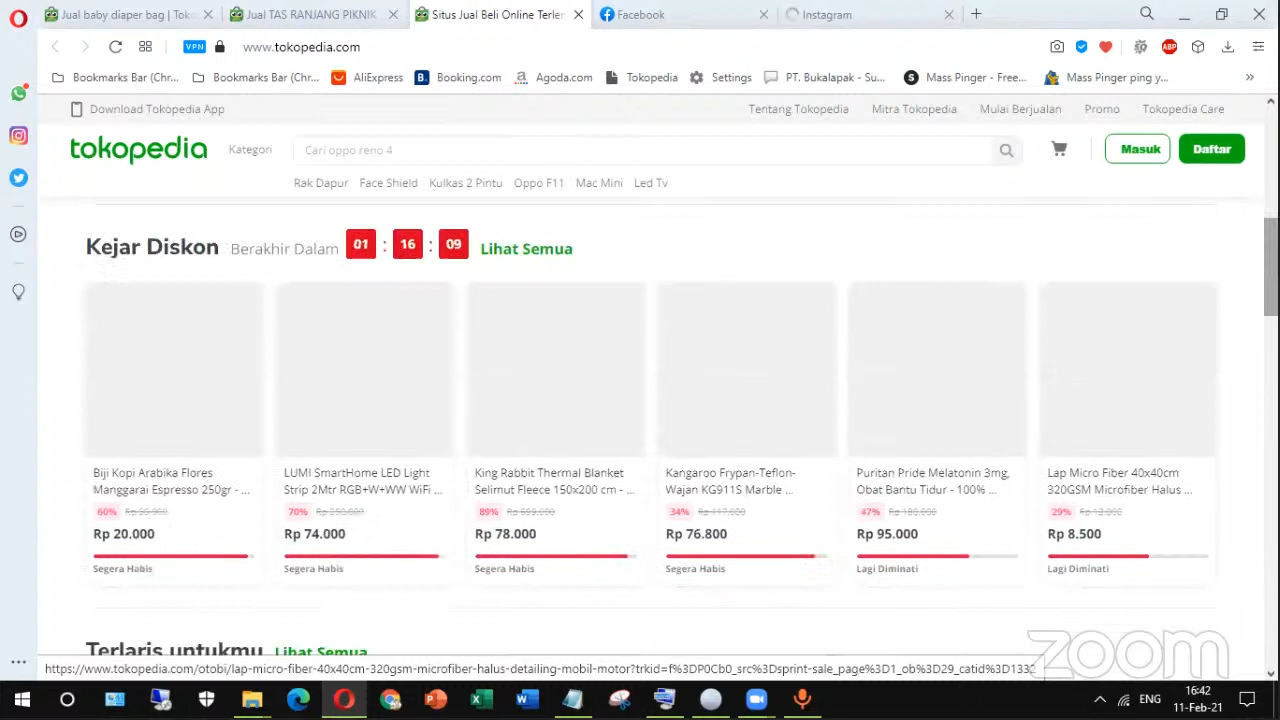 Jual baby diaper bag | Tok
Jual TAS RANJANG PIKNIK
Situs Jual Beli Online Terler
Facebook
Instagram
VPN
www.tokopedia.com
ABP
Bookmarks Bar (Chr...
Bookmarks Bar (Chr...
AliExpress
Booking.com
Agoda.com
Tokopedia
Settings
PT. Bukalapak - Su...
Mass Pinger - Free...
Mass Pinger ping y...
Download Tokopedia App
Tentang Tokopedia
Mitra Tokopedia
Mulai Berjualan
Promo
Tokopedia Care
tokopedia
Kategori
Cari oppo reno 4
Masuk
Daftar
Rak Dapur Face Shield Kulkas 2 Pintu Oppo F11 Mac Mini Led Tv
Kejar Diskon Berakhir Dalam 01 : 16 : 09 Lihat Semua
Biji Kopi Arabika Flores
Manggarai Espresso 250gr - ...
60%
Rp 20.000
Segera Habis
LUMI SmartHome LED Light
Strip 2Mtr RGB+W+WW WiFi ...
70%
Rp 74.000
Segera Habis
King Rabbit Thermal Blanket
Selimut Fleece 150x200 cm - ...
89%
Rp 78.000
Segera Habis
Kangaroo Frypan-Teflon-
Wajan KG911S Marble ...
34% Rp 117.000
Rp 76.800
Segera Habis
Puritan Pride Melatonin 3mg,
Obat Bantu Tidur - 100% ...
47% Rp 180.000
Rp 95.000
Lagi Diminati
Lap Micro Fiber 40x40cm
320GSM Microfiber Halus ...
29%
Rp 8.500
Lagi Diminati
Terlaris untukmu Lihat Semua
zoom
https://www.tokopedia.com/otobi/lap-micro-fiber-40x40cm-320gsm-microfiber-halus-detailing-mobil-motor?trkid=f%3DP0Cb0_src%3Dsprint-sale_page%3D1_ob%3D29_catid%3D1332
ENG
16:42
11-Feb-21